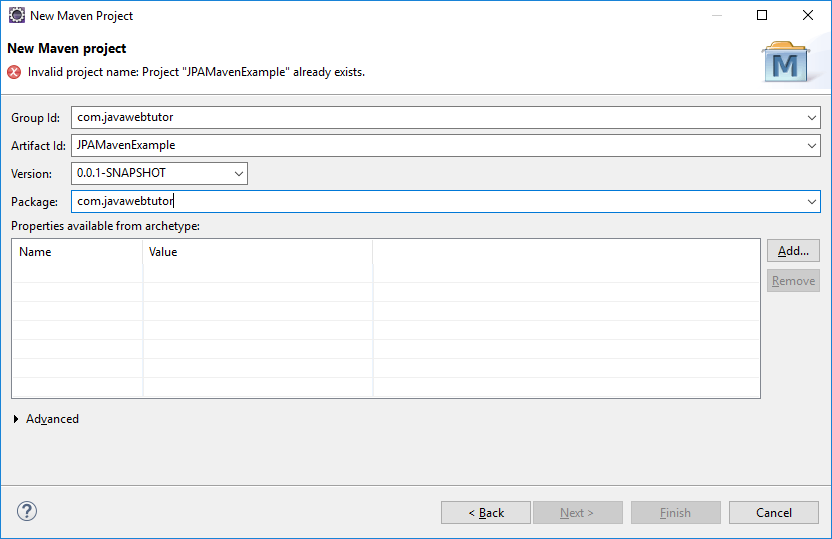 New Maven Project
New Maven project
Invalid project name: Project "JPAMavenExample" already exists.
M
Group Id: com.javawebtutor
Artifact Id: JPAMavenExample
Version: 0.0.1-SNAPSHOT
Package: com.javawebtutor
Properties available from archetype:
Name Value
Add...
Remove
Advanced
? < Back Next > Finish Cancel